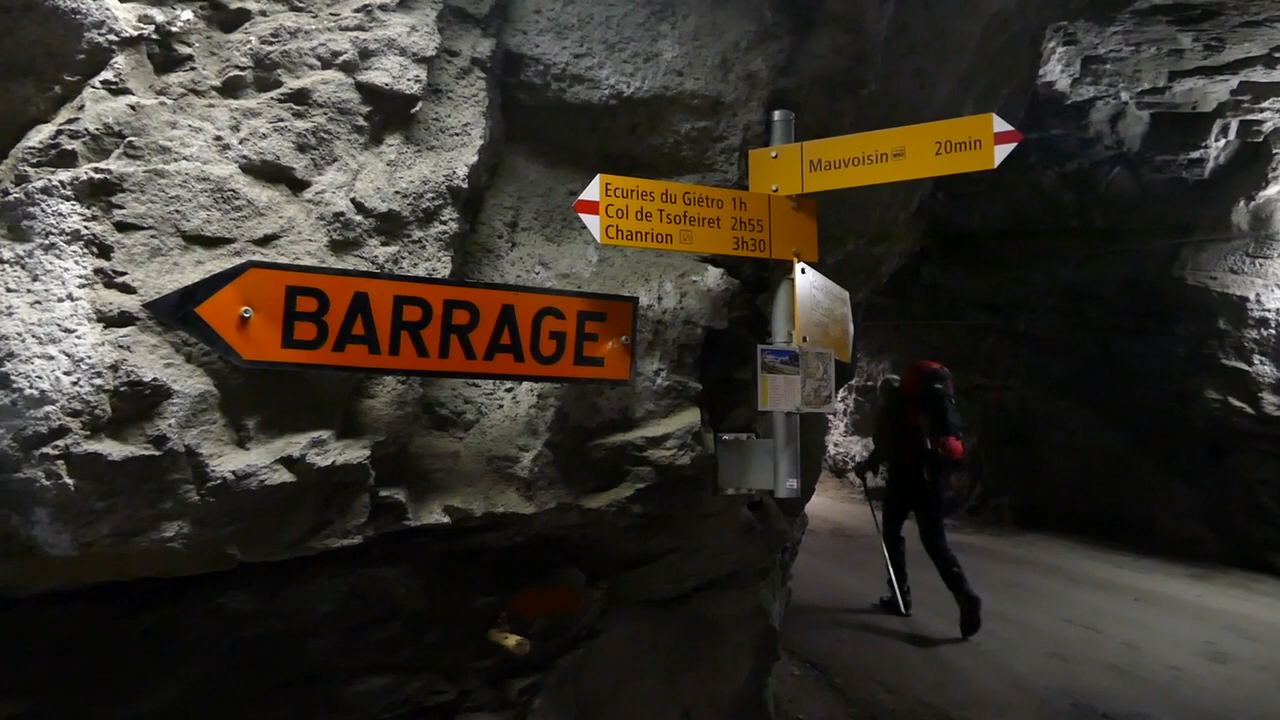 Mauvoisin 20min
Ecuries du Giétro 1h
Col de Tsofeiret 2h55
Chanrion 3h30
BARRAGE